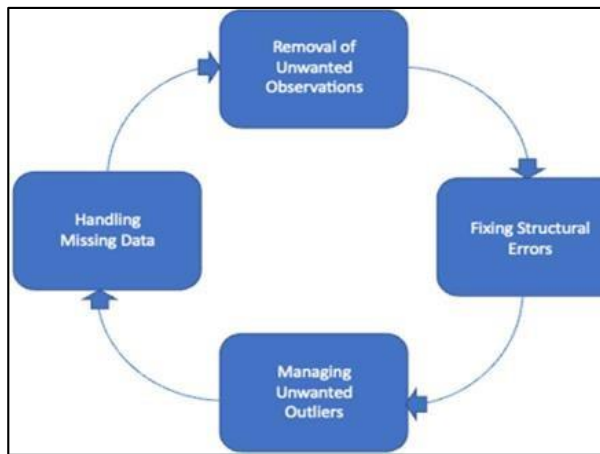 Removal of
Unwanted
Observations
Handling
Missing Data
Fixing Structural
Errors
Managing
Unwanted
Outliers